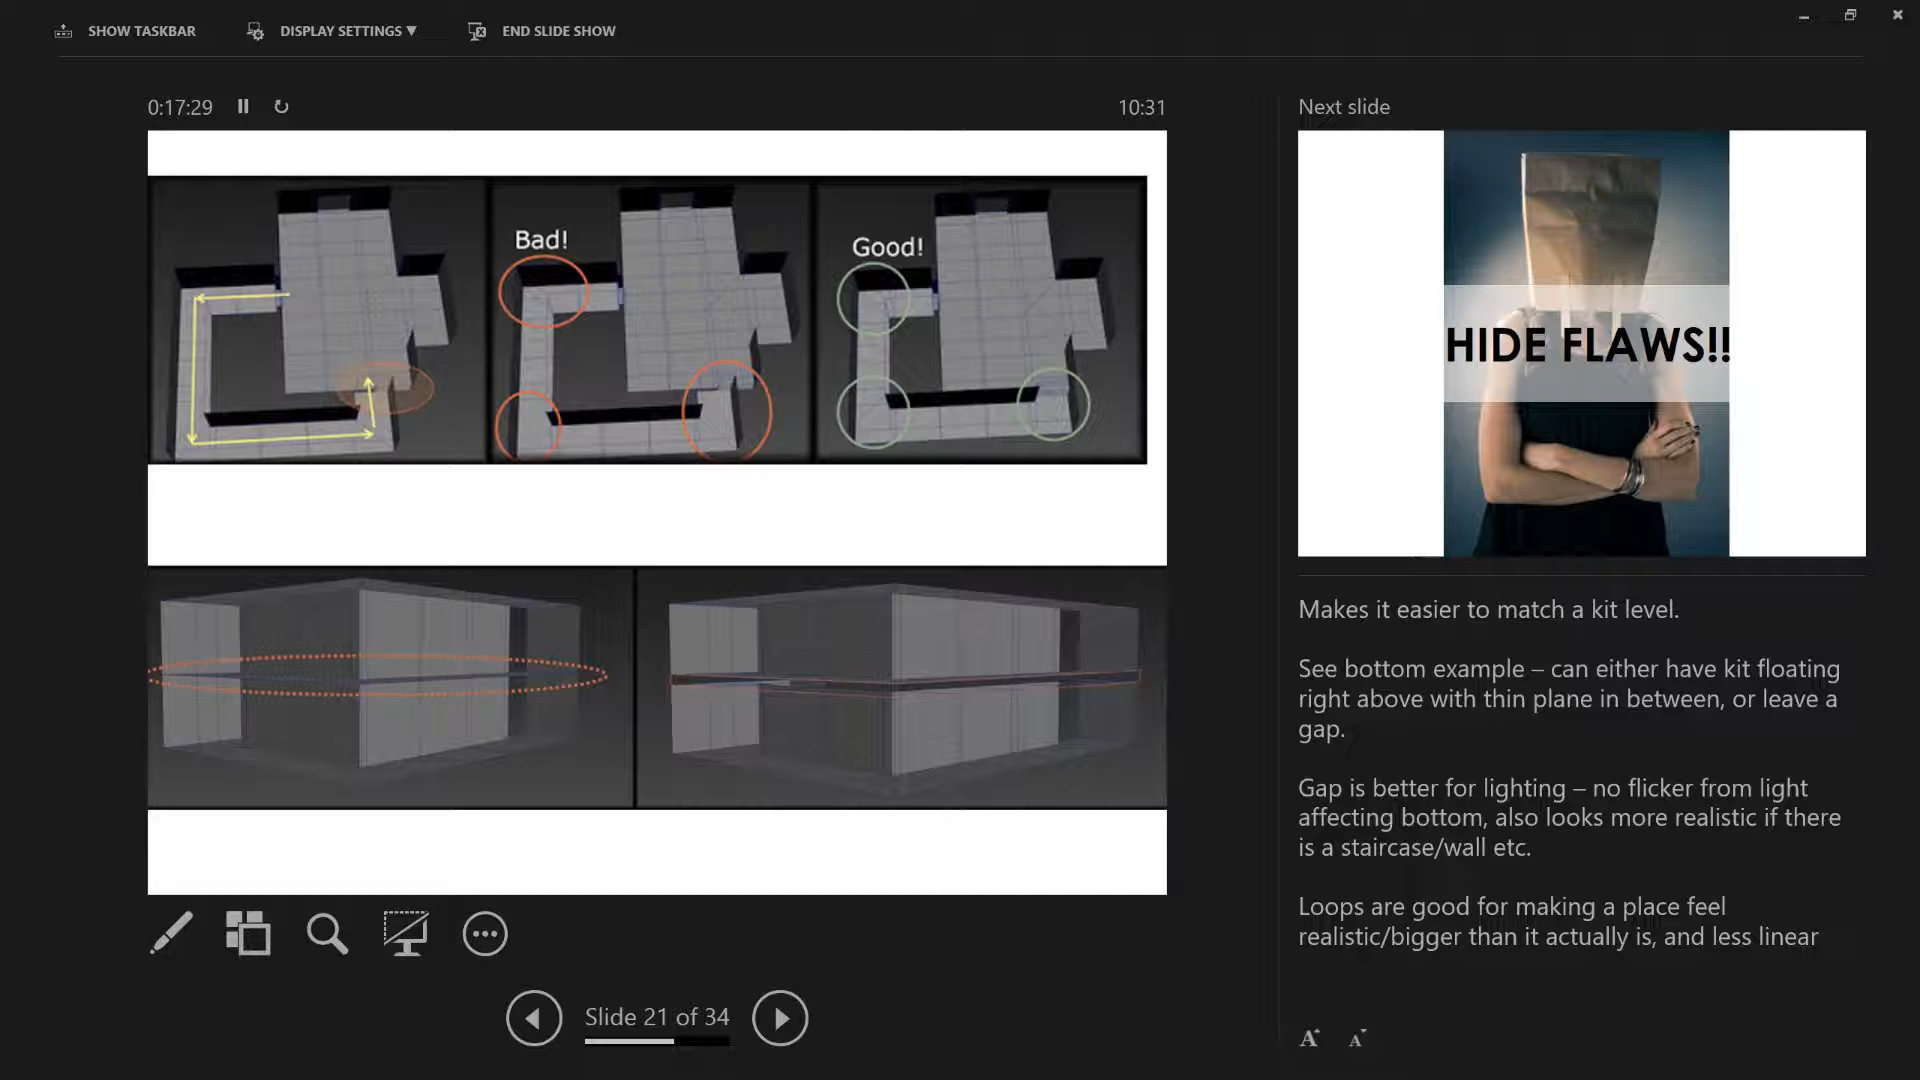 SHOW TASKBAR
DISPLAY SETTINGS ▼
END SLIDE SHOW
0:17:29
10:31
Next slide
Bad!
Good!
HIDE FLAWS!!
Makes it easier to match a kit level.
See bottom example – can either have kit floating
right above with thin plane in between, or leave a
gap.
Gap is better for lighting – no flicker from light
affecting bottom, also looks more realistic if there
is a staircase/wall etc.
Loops are good for making a place feel
realistic/bigger than it actually is, and less linear
Slide 21 of 34
A A